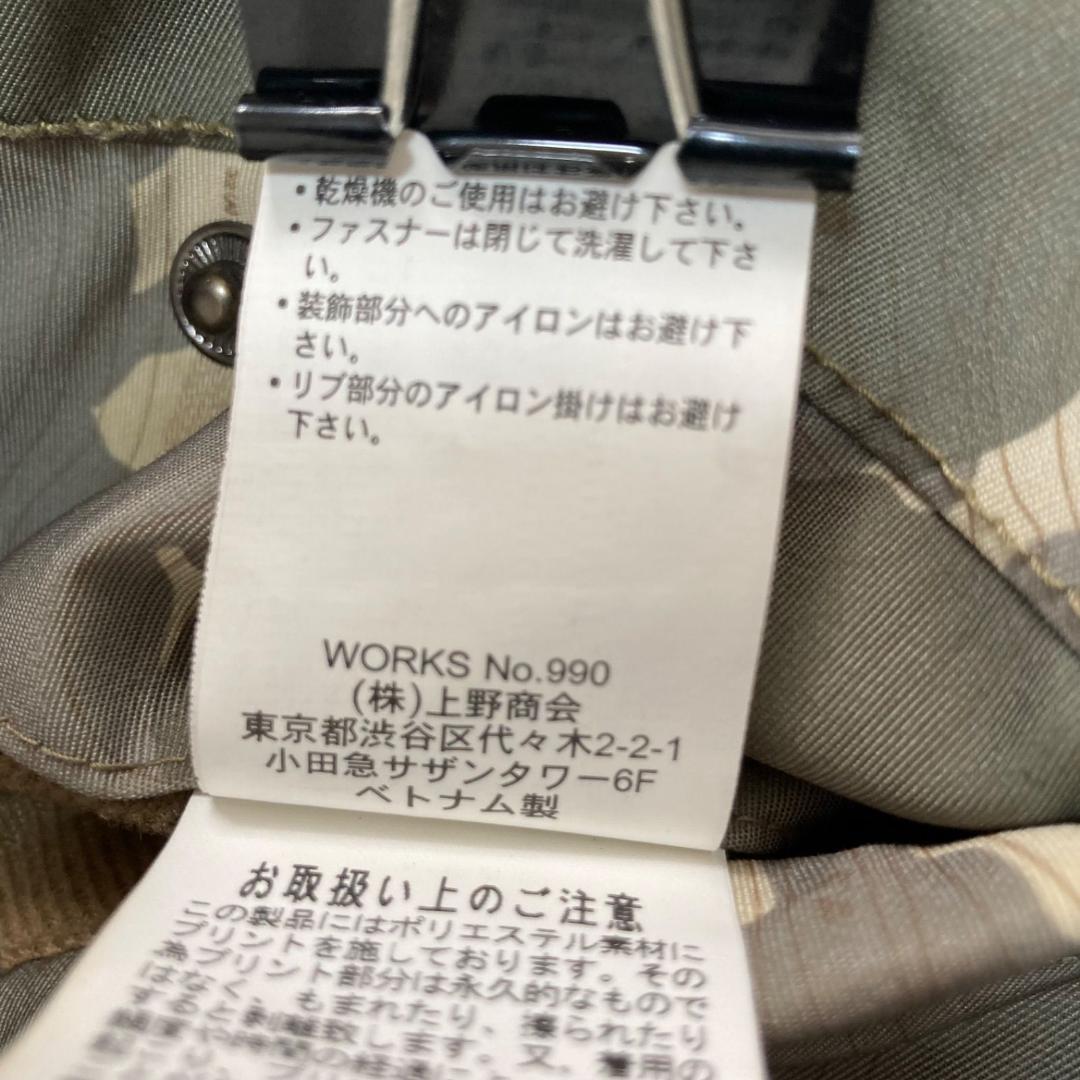 ・乾燥機のご使用はお避け下さい。
・ファスナーは閉じて洗濯して下さ
い。
・装飾部分へのアイロンはお避け下
さい。
・リブ部分のアイロン掛けはお避け
下さい。
WORKS No.990
(株)上野商会
東京都渋谷区代々木2-2-1
小田急サザンタワー6F
ベトナム製
お取扱い上のご注意
この製品にはポリエステル素材に
プリントを施しております。その
為プリント部分は永久的なもので
はなく、もまれたり、擦られたり
すると剥離致します。又、着用の
頻度や時間の経過に